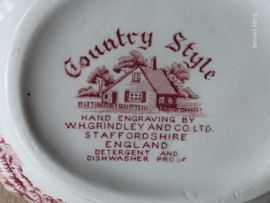 Country Style
HAND ENGRAVING BY
W.H.GRINDLEY AND CO.LTD.
STAFFORDSHIRE
ENGLAND
DETERGENT AND
DISHWASHER PROOF